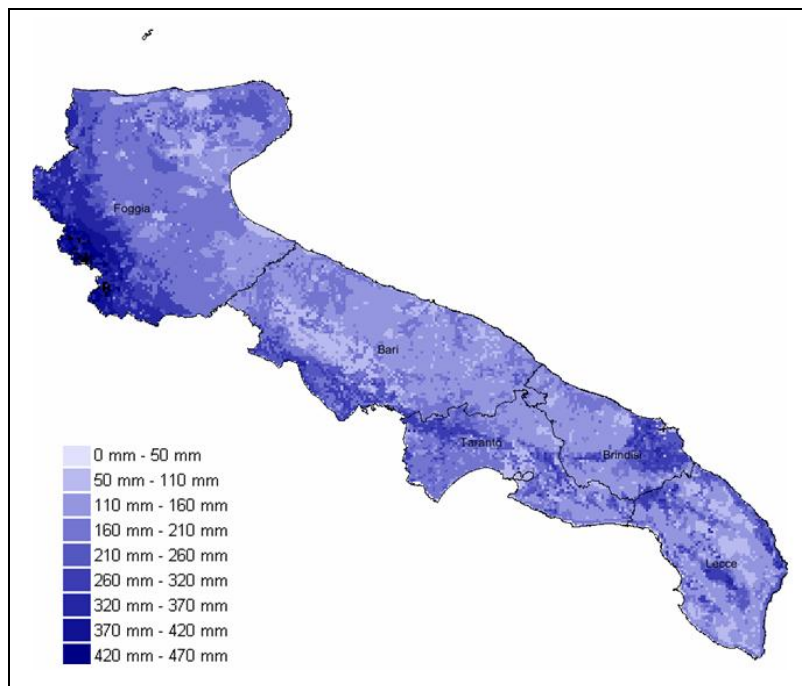 Foggia
Bari
Taranto
Brindisi
Lecce
0 mm - 50 mm
50 mm - 110 mm
110 mm - 160 mm
160 mm - 210 mm
210 mm - 260 mm
260 mm - 320 mm
320 mm - 370 mm
370 mm - 420 mm
420 mm - 470 mm